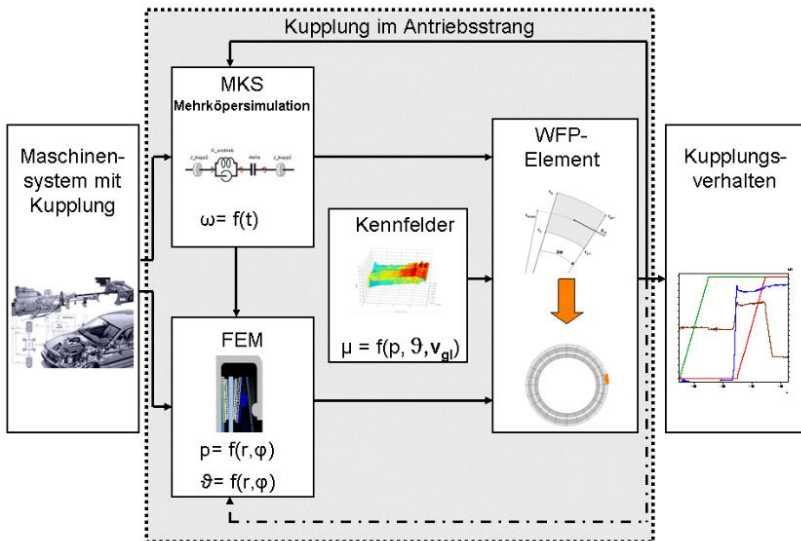 Kupplung im Antriebsstrang
Maschinen-
system mit
Kupplung
MKS
Mehrköpersimulation
ω= f(t)
FEM
p= f(r,φ)
ϑ= f(r,φ)
Kennfelder
μ = f(p, ϑ,v_gl)
WFP-
Element
Kupplungs-
verhalten